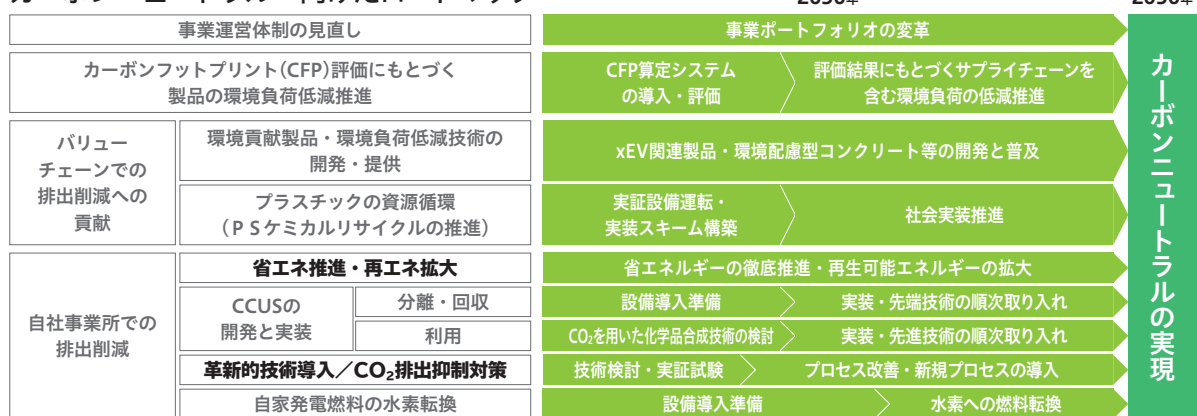 事業運営体制の見直し
事業ポートフォリオの変革
カーボンフットプリント(CFP)評価にもとづく
製品の環境負荷低減推進
CFP算定システム
の導入・評価
評価結果にもとづくサプライチェーンを
含む環境負荷の低減推進
バリュー
チェーンでの
排出削減への
貢献
環境貢献製品・環境負荷低減技術の
開発・提供
xEV関連製品・環境配慮型コンクリート等の開発と普及
プラスチックの資源循環
(PSケミカルリサイクルの推進)
実証設備運転・
実装スキーム構築
社会実装推進
自社事業所での
排出削減
省エネ推進・再エネ拡大
省エネルギーの徹底推進・再生可能エネルギーの拡大
CCUSの
開発と実装
分離・回収
設備導入準備
実装・先端技術の順次取り入れ
利用
CO₂を用いた化学品合成技術の検討
実装・先進技術の順次取り入れ
革新的技術導入/CO₂排出抑制対策
技術検討・実証試験
プロセス改善・新規プロセスの導入
自家発電燃料の水素転換
設備導入準備
水素への燃料転換
カーボンニュートラルの実現